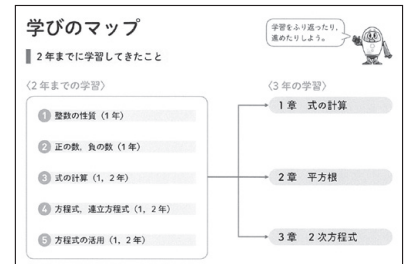 学びのマップ
2年までに学習してきたこと
学習をふり返ったり,
進めたりしよう。
〈2年までの学習〉
① 整数の性質(1年)
② 正の数,負の数(1年)
③ 式の計算(1,2年)
④ 方程式,連立方程式(1,2年)
⑤ 方程式の活用(1,2年)
〈3年の学習〉
1章 式の計算
2章 平方根
3章 2次方程式